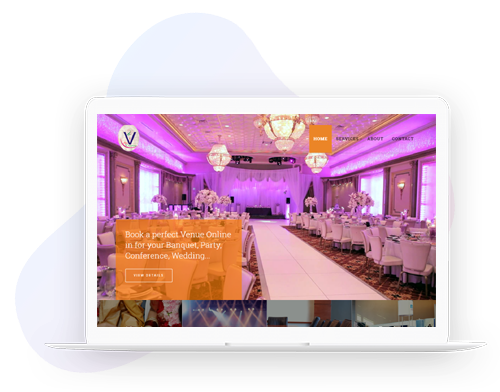 V
HOME SERVICES ABOUT CONTACT
Book a perfect Venue Online
in for your Banquet, Party,
Conference, Wedding...
VIEW DETAILS